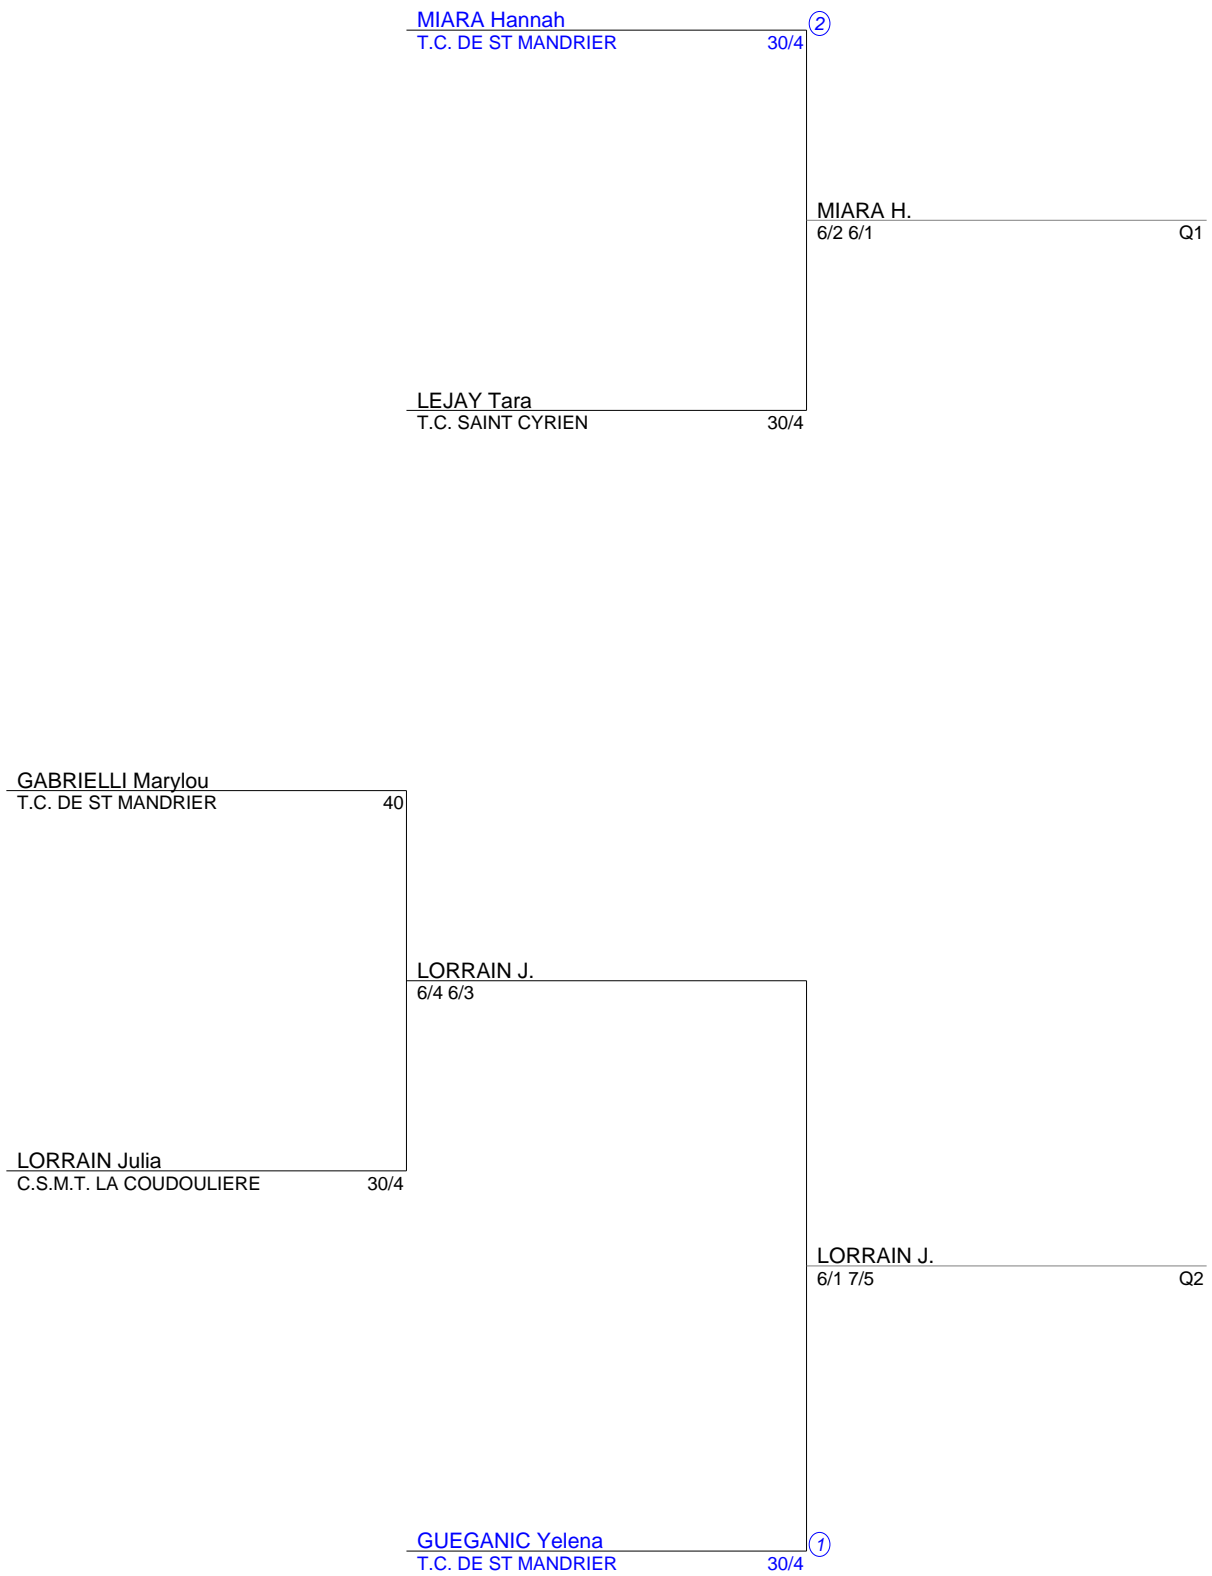 MIARA Hannah 2
T.C. DE ST MANDRIER 30/4
MIARA H.
6/2 6/1 Q1
LEJAY Tara
T.C. SAINT CYRIEN 30/4
GABRIELLI Marylou
T.C. DE ST MANDRIER 40
LORRAIN J.
6/4 6/3
LORRAIN Julia
C.S.M.T. LA COUDOULIERE 30/4
LORRAIN J.
6/1 7/5 Q2
GUEGANIC Yelena 1
T.C. DE ST MANDRIER 30/4